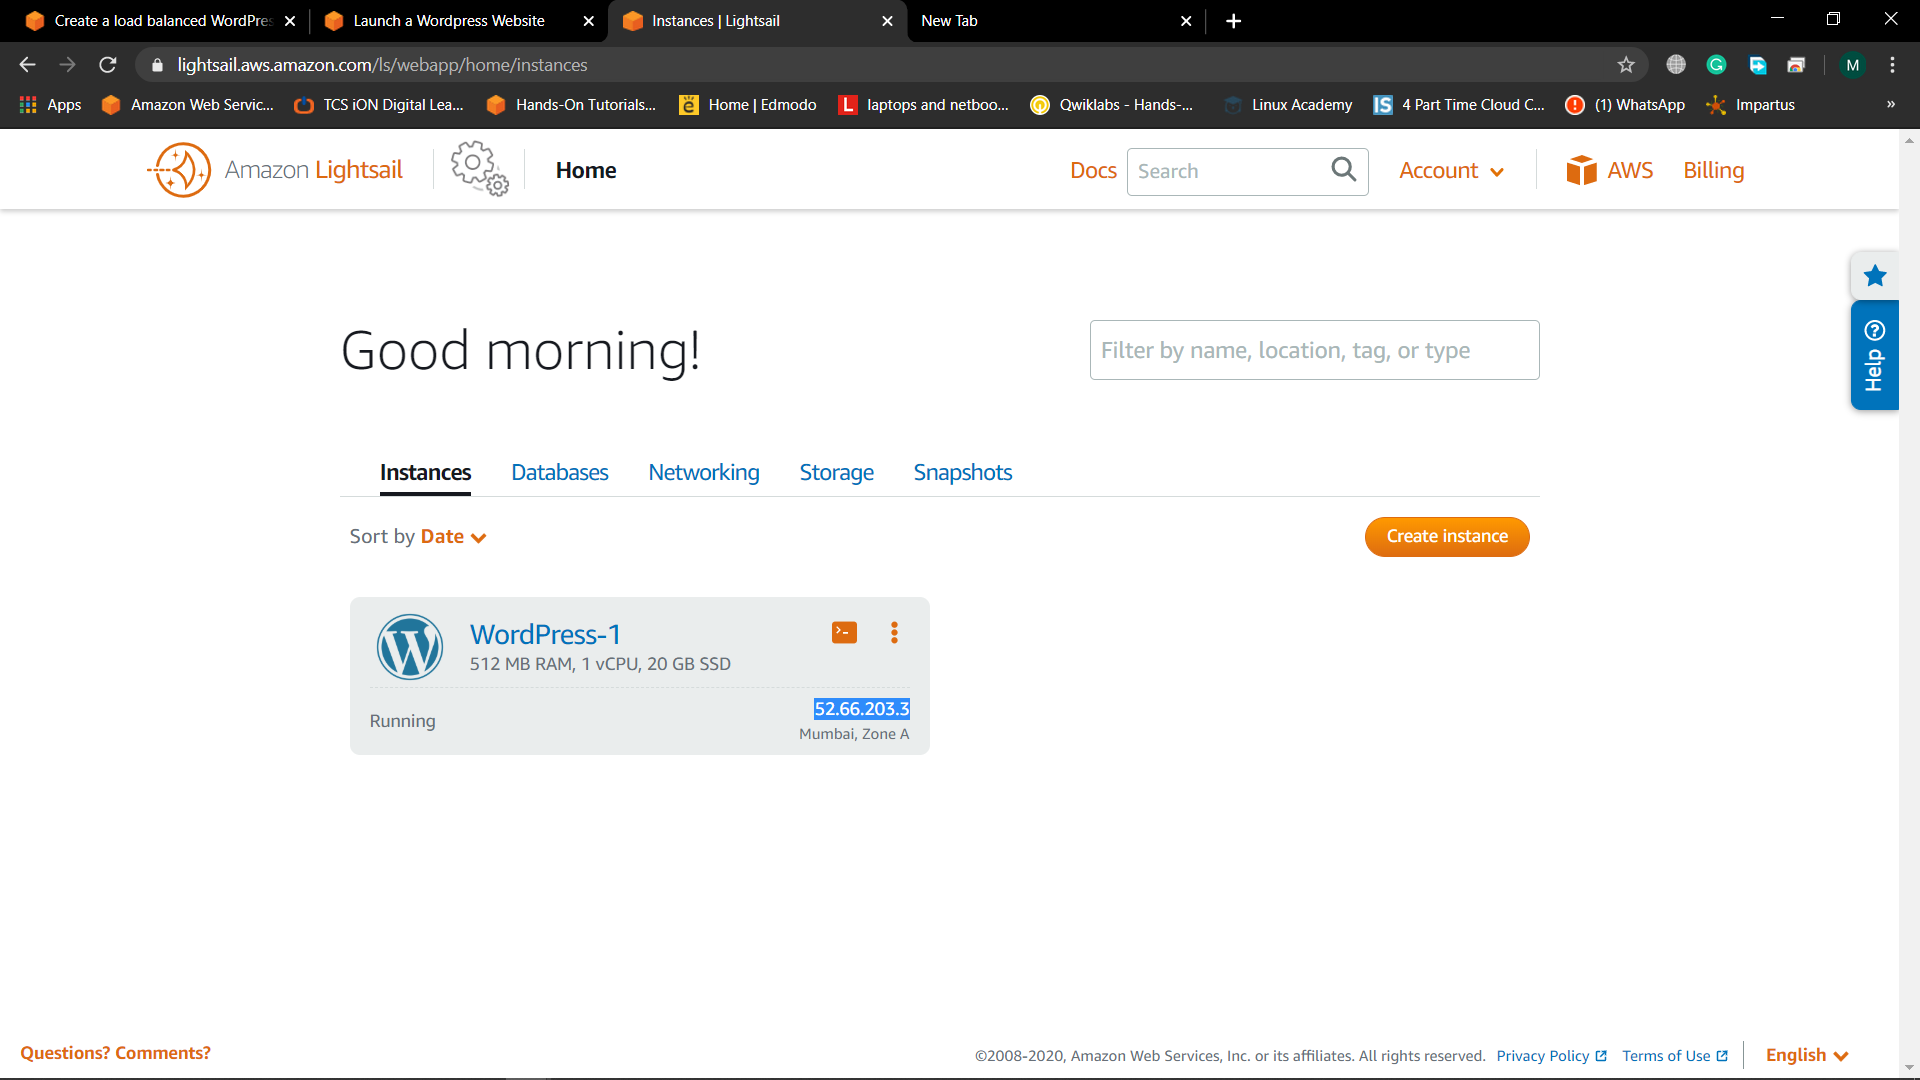 Create a load balanced WordPres
Launch a Wordpress Website
Instances | Lightsail
New Tab
lightsail.aws.amazon.com/ls/webapp/home/instances
M
Apps
Amazon Web Servic...
TCS iON Digital Lea...
Hands-On Tutorials...
Home | Edmodo
laptops and netboo...
Qwiklabs - Hands-...
Linux Academy
4 Part Time Cloud C...
(1) WhatsApp
Impartus
»
Amazon Lightsail
Home
Docs
Search
Account
AWS
Billing
Good morning!
Filter by name, location, tag, or type
Help
Instances
Databases
Networking
Storage
Snapshots
Sort by Date
Create instance
WordPress-1
512 MB RAM, 1 vCPU, 20 GB SSD
Running
52.66.203.3
Mumbai, Zone A
Questions? Comments?
©2008-2020, Amazon Web Services, Inc. or its affiliates. All rights reserved.
Privacy Policy
Terms of Use
English